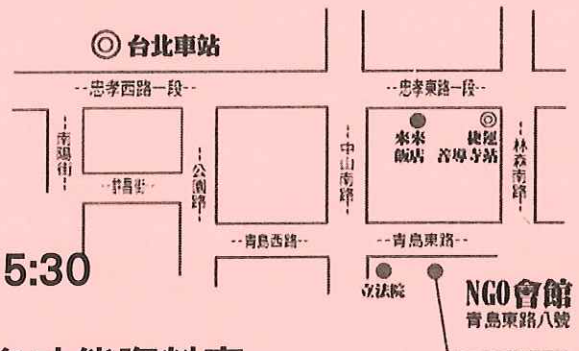 台北車站
--忠孝西路一段--
--忠孝東路一段--
來來
飯店
捷運
善導寺站
--南陽街--
--許昌街--
--公園路--
--中山南路--
--林森南路--
--青島西路--
--青島東路--
5:30
立法院
NGO會館
青島東路八號